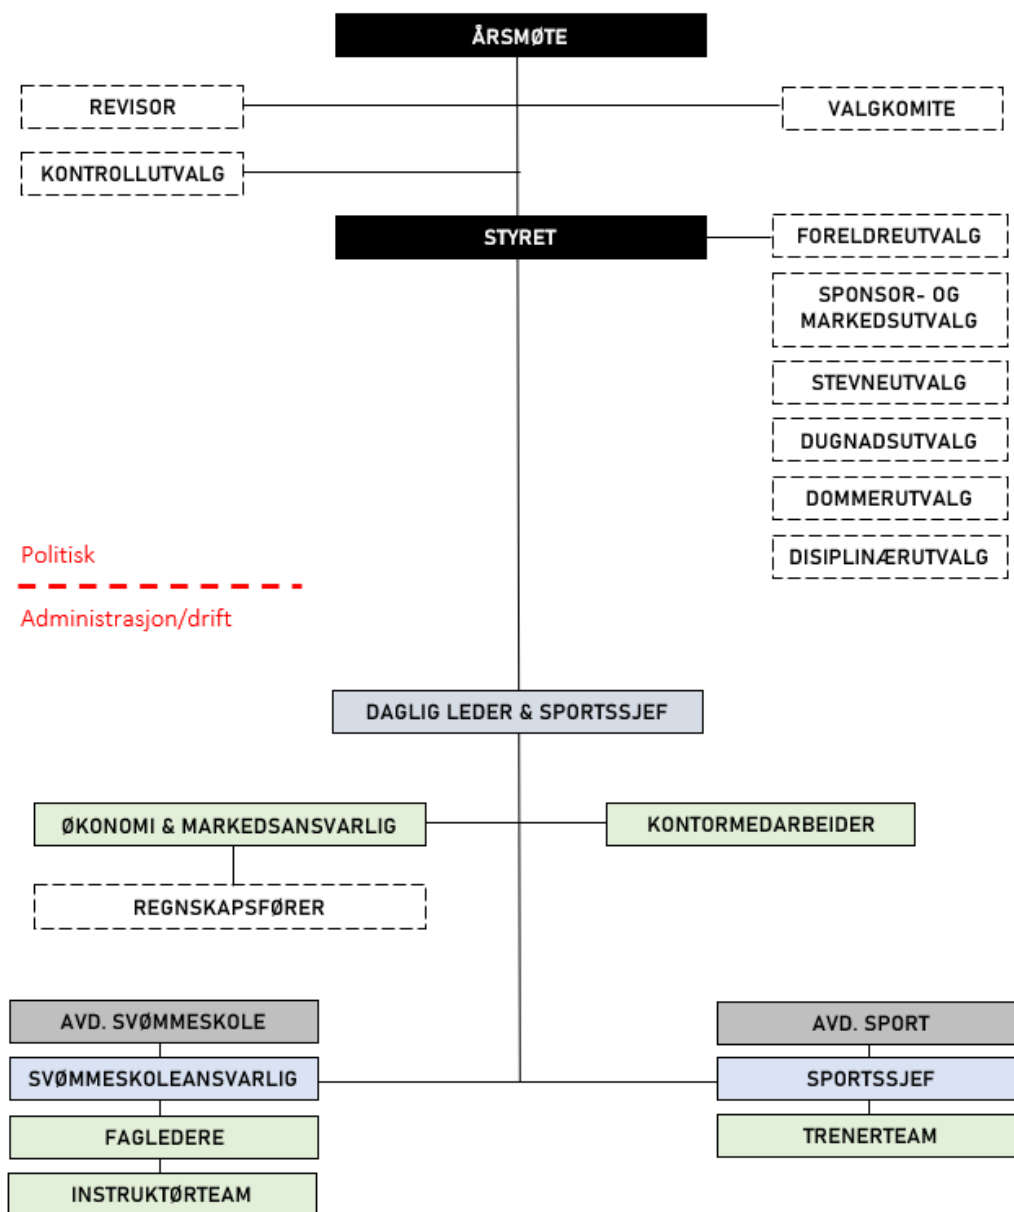 ÅRSMØTE
REVISOR
VALGKOMITE
KONTROLLUTVALG
STYRET
FORELDREUTVALG
SPONSOR- OG
MARKEDSUTVALG
STEVNEUTVALG
DUGNADSUTVALG
DOMMERUTVALG
DISIPLINÆRUTVALG
Politisk
Administrasjon/drift
DAGLIG LEDER & SPORTSSJEF
ØKONOMI & MARKEDSANSVARLIG
KONTORMEDARBEIDER
REGNSKAPSFØRER
AVD. SVØMMESKOLE
SVØMMESKOLEANSVARLIG
FAGLEDERE
INSTRUKTØRTEAM
AVD. SPORT
SPORTSSJEF
TRENERTEAM